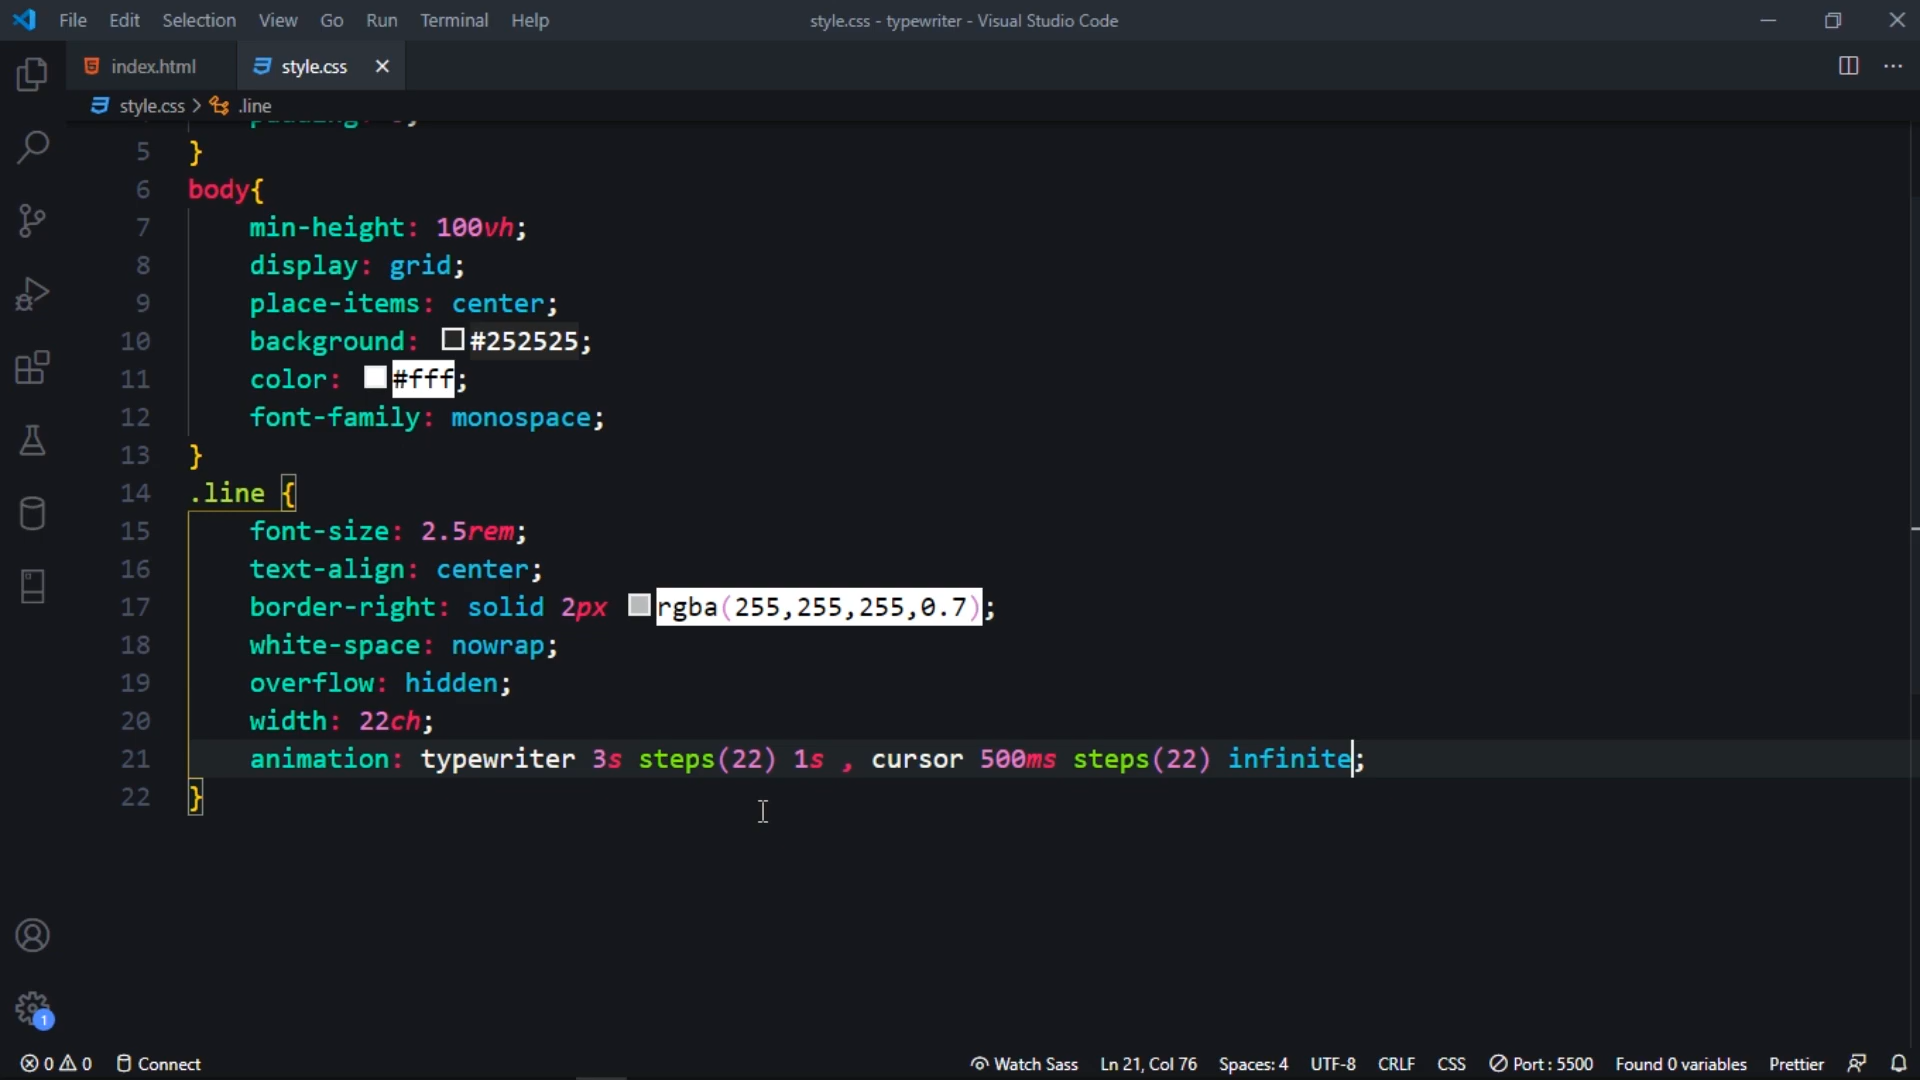 File Edit Selection View Go Run Terminal Help style.css - typewriter - Visual Studio Code
index.html style.css
style.css > .line
5 }
6 body{
7 min-height: 100vh;
8 display: grid;
9 place-items: center;
10 background: #252525;
11 color: #fff;
12 font-family: monospace;
13 }
14 .line {
15 font-size: 2.5rem;
16 text-align: center;
17 border-right: solid 2px rgba(255,255,255,0.7);
18 white-space: nowrap;
19 overflow: hidden;
20 width: 22ch;
21 animation: typewriter 3s steps(22) 1s , cursor 500ms steps(22) infinite;
22 }
1
0 0 Connect Watch Sass Ln 21, Col 76 Spaces: 4 UTF-8 CRLF CSS Port : 5500 Found 0 variables Prettier